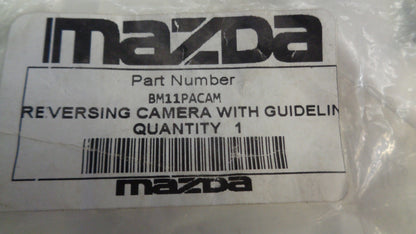 mazda
Part Number
BM11PACAM
REVERSING CAMERA WITH GUIDELIN
QUANTITY 1
mazda